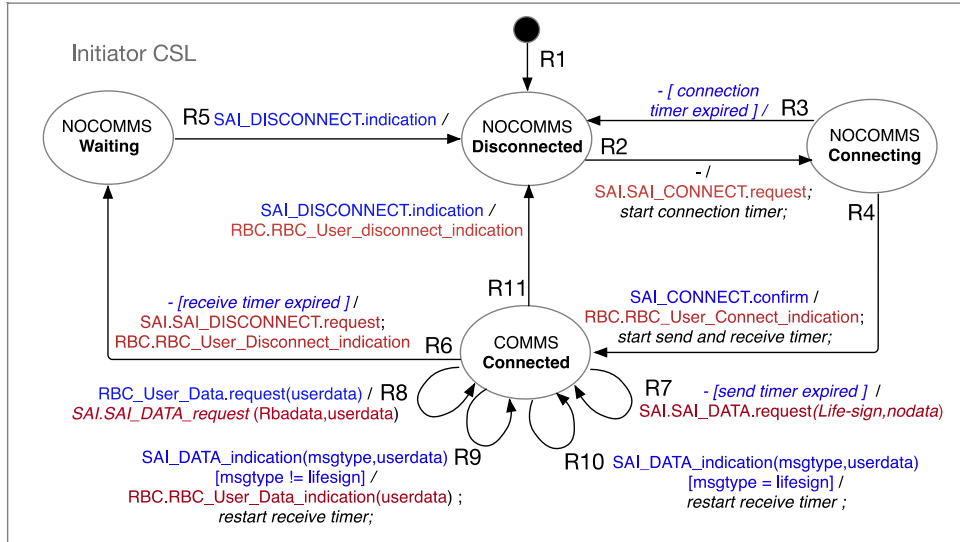 Initiator CSL
R1
R5 SAI_DISCONNECT.indication /
- [ connection
timer expired ] /
R3
NOCOMMS
Waiting
NOCOMMS
Disconnected
NOCOMMS
Connecting
R2
- /
SAI.SAI_CONNECT.request;
start connection timer;
R4
SAI_DISCONNECT.indication /
RBC.RBC_User_disconnect_indication
R11
- [receive timer expired ] /
SAI.SAI_DISCONNECT.request;
RBC.RBC_User_Disconnect_indication
R6
SAI_CONNECT.confirm /
RBC.RBC_User_Connect_indication;
start send and receive timer;
COMMS
Connected
RBC_User_Data.request(userdata) / R8
SAI.SAI_DATA_request (Rbadata,userdata)
R7
- [send timer expired ] /
SAI.SAI_DATA.request(Life-sign,nodata)
SAI_DATA_indication(msgtype,userdata) R9
[msgtype != lifesign] /
RBC.RBC_User_Data_indication(userdata) ;
restart receive timer;
R10 SAI_DATA_indication(msgtype,userdata)
[msgtype = lifesign] /
restart receive timer ;